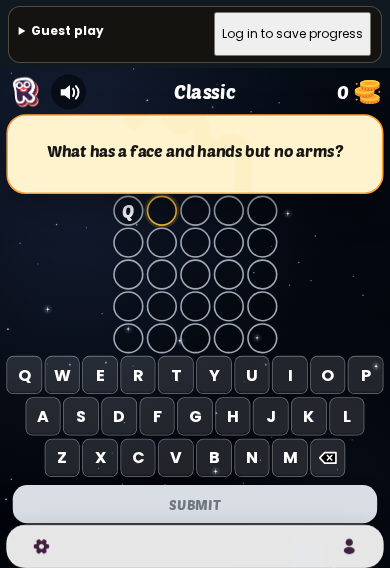 Guest play
Log in to save progress
Classic
0
What has a face and hands but no arms?
Q
Q W E R T Y U I O P
A S D F G H J K L
Z X C V B N M
SUBMIT